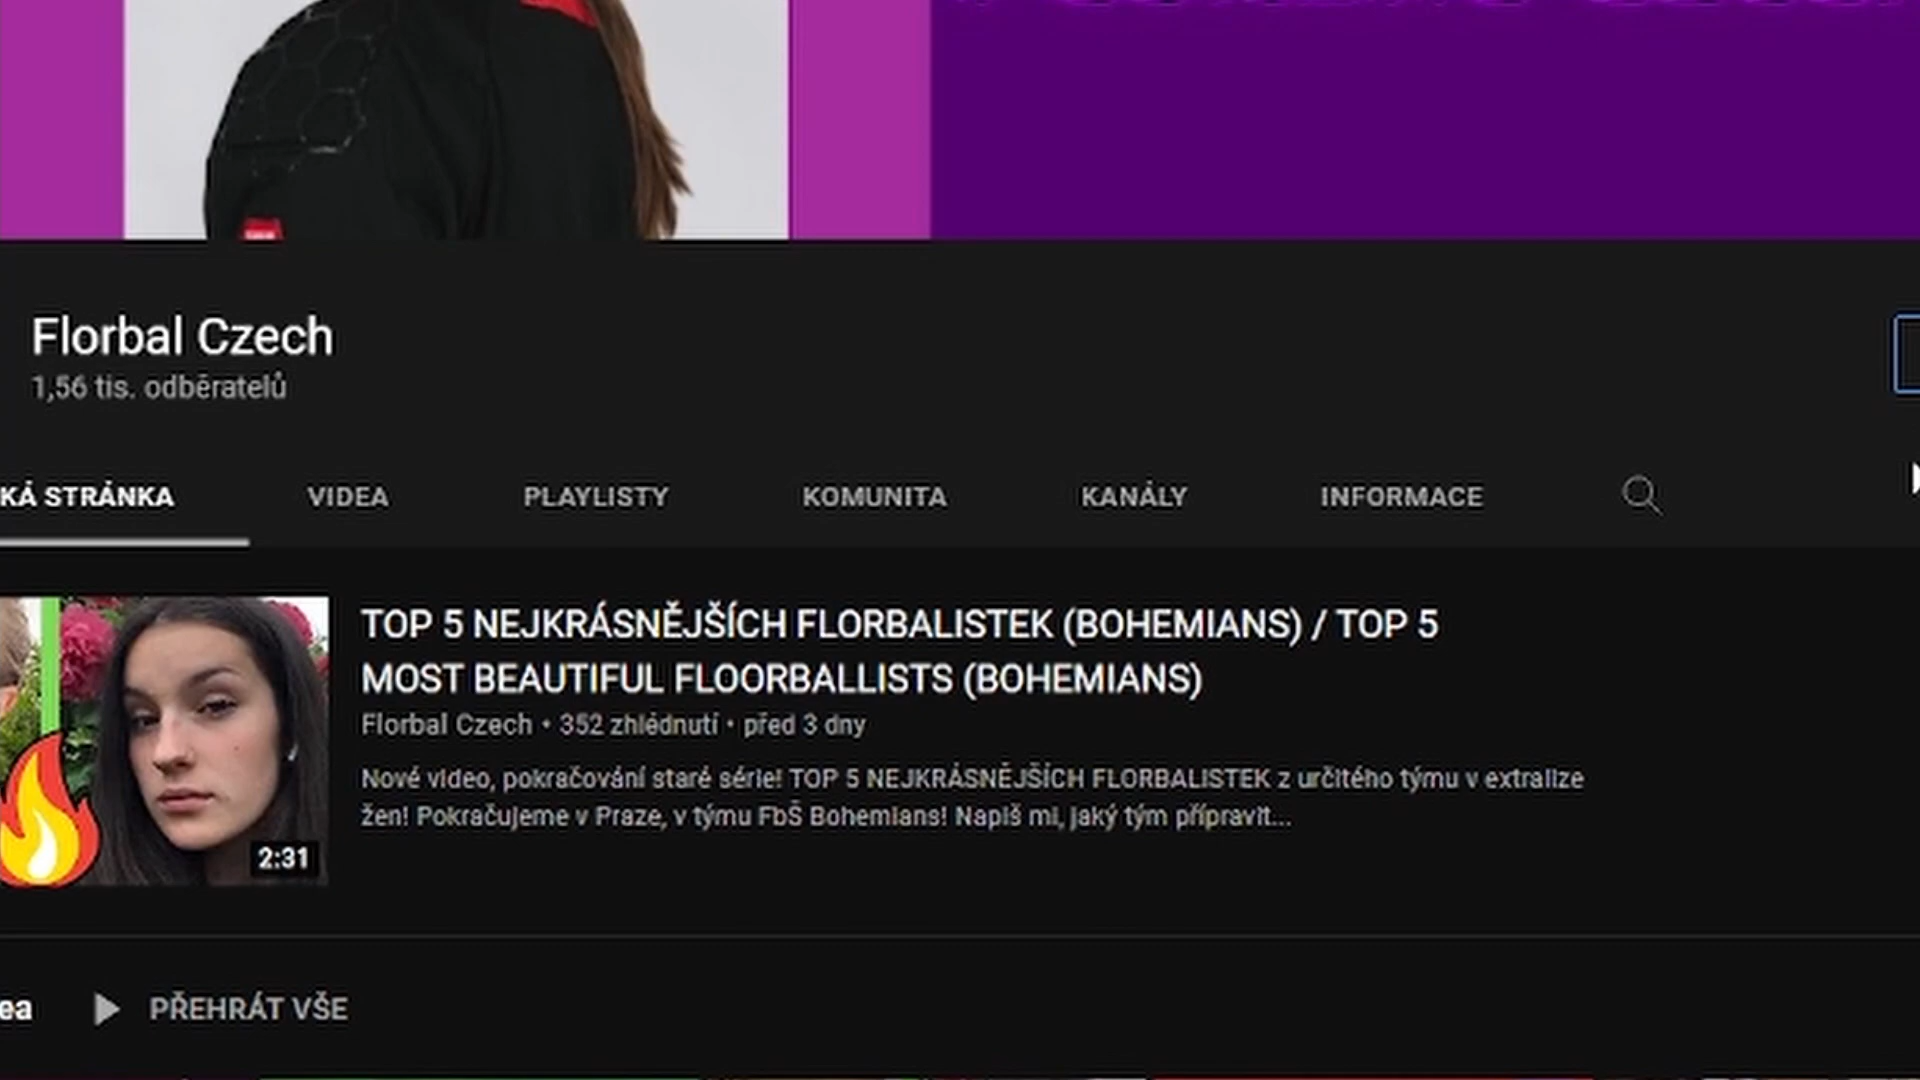 Florbal Czech
1,56 tis. odběratelů
KÁ STRÁNKA VIDEA PLAYLISTY KOMUNITA KANÁLY INFORMACE
TOP 5 NEJKRÁSNĚJŠÍCH FLORBALISTEK (BOHEMIANS) / TOP 5
MOST BEAUTIFUL FLOORBALLISTS (BOHEMIANS)
Florbal Czech • 352 zhlédnutí • před 3 dny
Nové video, pokračování staré série! TOP 5 NEJKRÁSNĚJŠÍCH FLORBALISTEK z určitého týmu v extralize
žen! Pokračujeme v Praze, v týmu FbŠ Bohemians! Napiš mi, jaký tým přípravit...
2:31
ea PŘEHRÁT VŠE